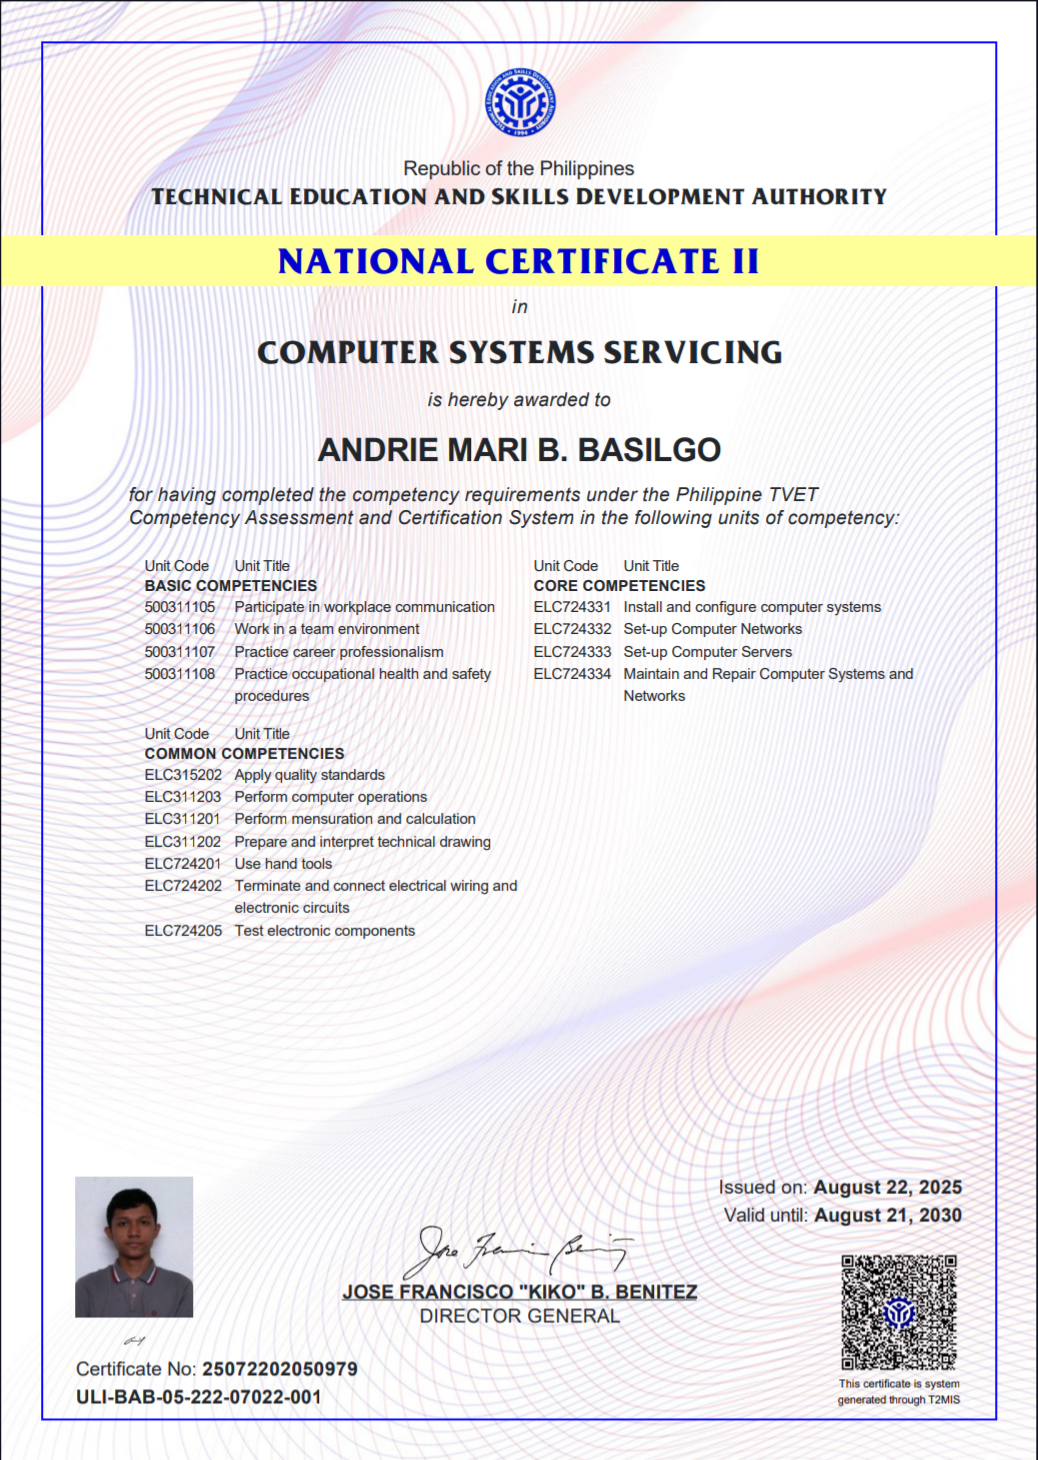 TECHNICAL EDUCATION AND SKILLS DEVELOPMENT AUTHORITY
1994
Republic of the Philippines
TECHNICAL EDUCATION AND SKILLS DEVELOPMENT AUTHORITY
NATIONAL CERTIFICATE II
in
COMPUTER SYSTEMS SERVICING
is hereby awarded to
ANDRIE MARI B. BASILGO
for having completed the competency requirements under the Philippine TVET
Competency Assessment and Certification System in the following units of competency:
Unit Code Unit Title
BASIC COMPETENCIES
500311105 Participate in workplace communication
500311106 Work in a team environment
500311107 Practice career professionalism
500311108 Practice occupational health and safety
procedures
Unit Code Unit Title
CORE COMPETENCIES
ELC724331 Install and configure computer systems
ELC724332 Set-up Computer Networks
ELC724333 Set-up Computer Servers
ELC724334 Maintain and Repair Computer Systems and
Networks
Unit Code Unit Title
COMMON COMPETENCIES
ELC315202 Apply quality standards
ELC311203 Perform computer operations
ELC311201 Perform mensuration and calculation
ELC311202 Prepare and interpret technical drawing
ELC724201 Use hand tools
ELC724202 Terminate and connect electrical wiring and
electronic circuits
ELC724205 Test electronic components
Issued on: August 22, 2025
Valid until: August 21, 2030
JOSE FRANCISCO "KIKO" B. BENITEZ
DIRECTOR GENERAL
Certificate No: 25072202050979
ULI-BAB-05-222-07022-001
This certificate is system
generated through T2MIS